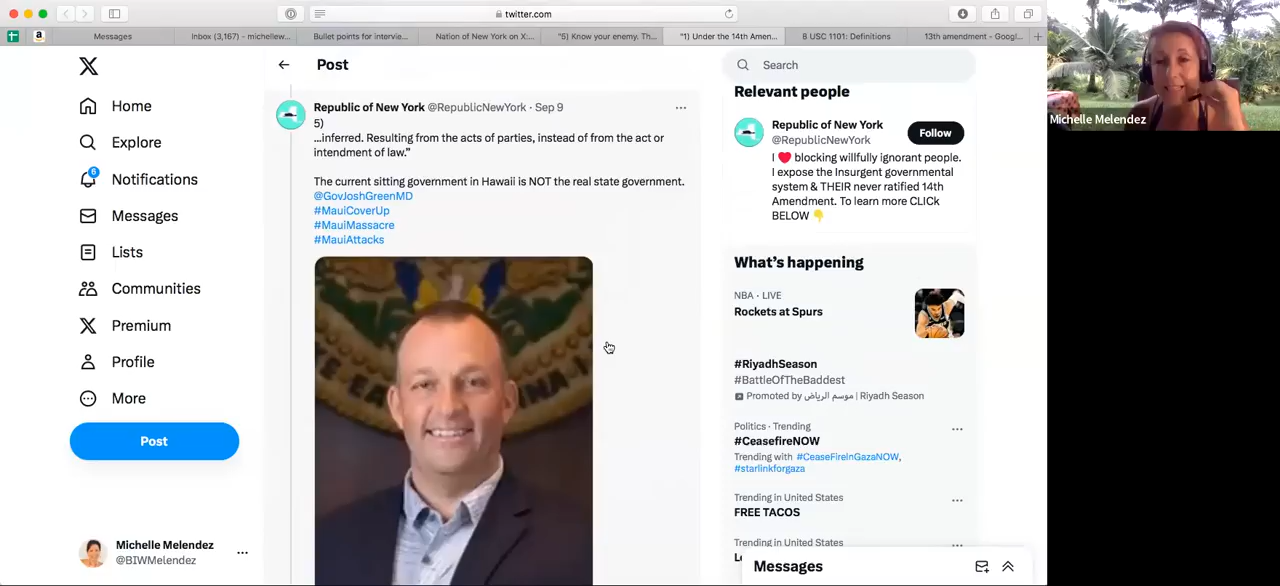 twitter.com
Messages
Inbox (3,167) - michellew...
Bullet points for intervie...
Nation of New York on X:...
"5) Know your enemy. Th...
"1) Under the 14th Amen...
8 USC 1101: Definitions
13th amendment - Googl...
Home
Explore
6
Notifications
Messages
Lists
Communities
Premium
Profile
More
Post
Michelle Melendez
@BIWMelendez
Post
Republic of New York @RepublicNewYork · Sep 9
5)
...inferred. Resulting from the acts of parties, instead of from the act or
intendment of law."
The current sitting government in Hawaii is NOT the real state government.
@GovJoshGreenMD
#MauiCoverUp
#MauiMassacre
#MauiAttacks
Search
Relevant people
Republic of New York
@RepublicNewYork
Follow
I ❤️ blocking willfully ignorant people.
I expose the Insurgent governmental
system & THEIR never ratified 14th
Amendment. To learn more CLICk
BELOW 👇
What's happening
NBA · LIVE
Rockets at Spurs
#RiyadhSeason
#BattleOfTheBaddest
Promoted by موسم الرياض | Riyadh Season
Politics · Trending
#CeasefireNOW
Trending with #CeaseFireInGazaNOW,
#starlinkforgaza
Trending in United States
FREE TACOS
Trending in United States
Messages
Michelle Melendez